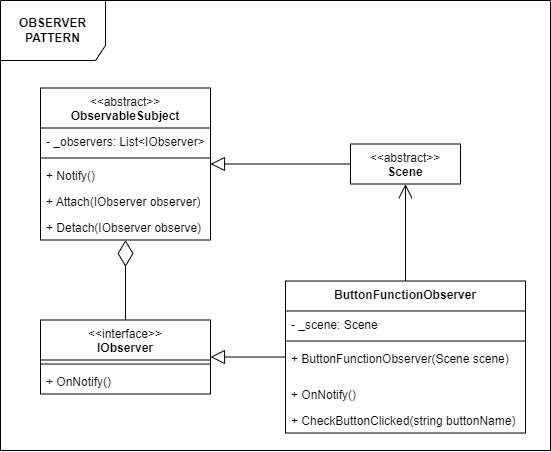 OBSERVER
PATTERN
<<abstract>>
ObservableSubject
- _observers: List<IObserver>
+ Notify()
+ Attach(IObserver observer)
+ Detach(IObserver observe)
<<abstract>>
Scene
<<interface>>
IObserver
+ OnNotify()
ButtonFunctionObserver
- _scene: Scene
+ ButtonFunctionObserver(Scene scene)
+ OnNotify()
+ CheckButtonClicked(string buttonName)